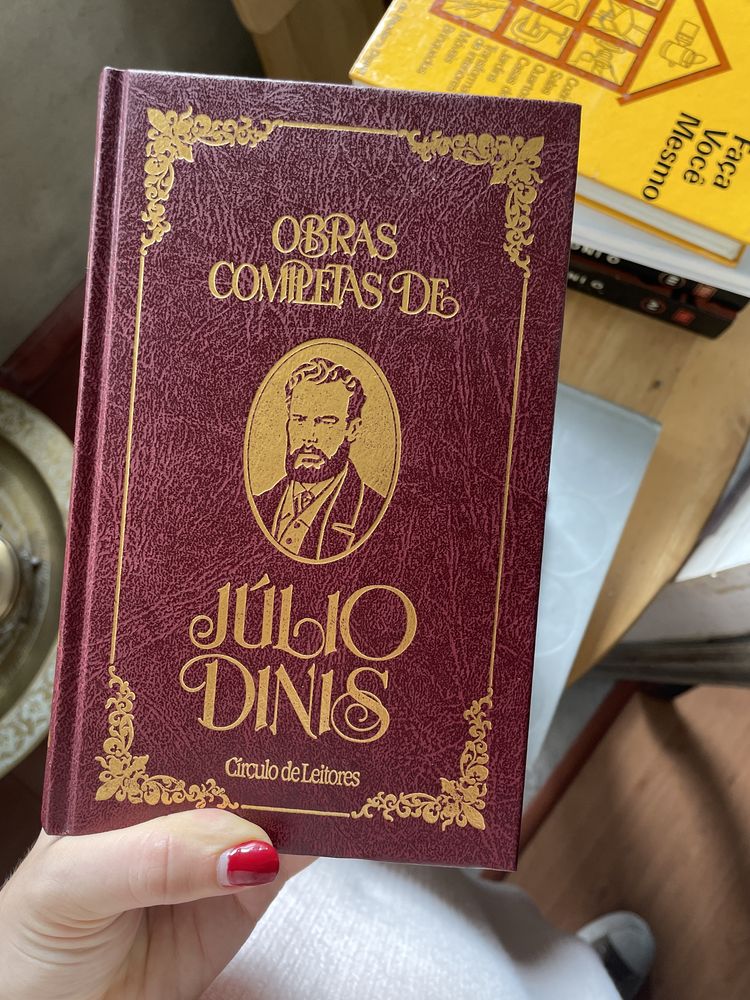 OBRAS
COMPLETAS DE
JÚLIO
DINIS
Círculo de Leitores
Faça
Você
Mesmo